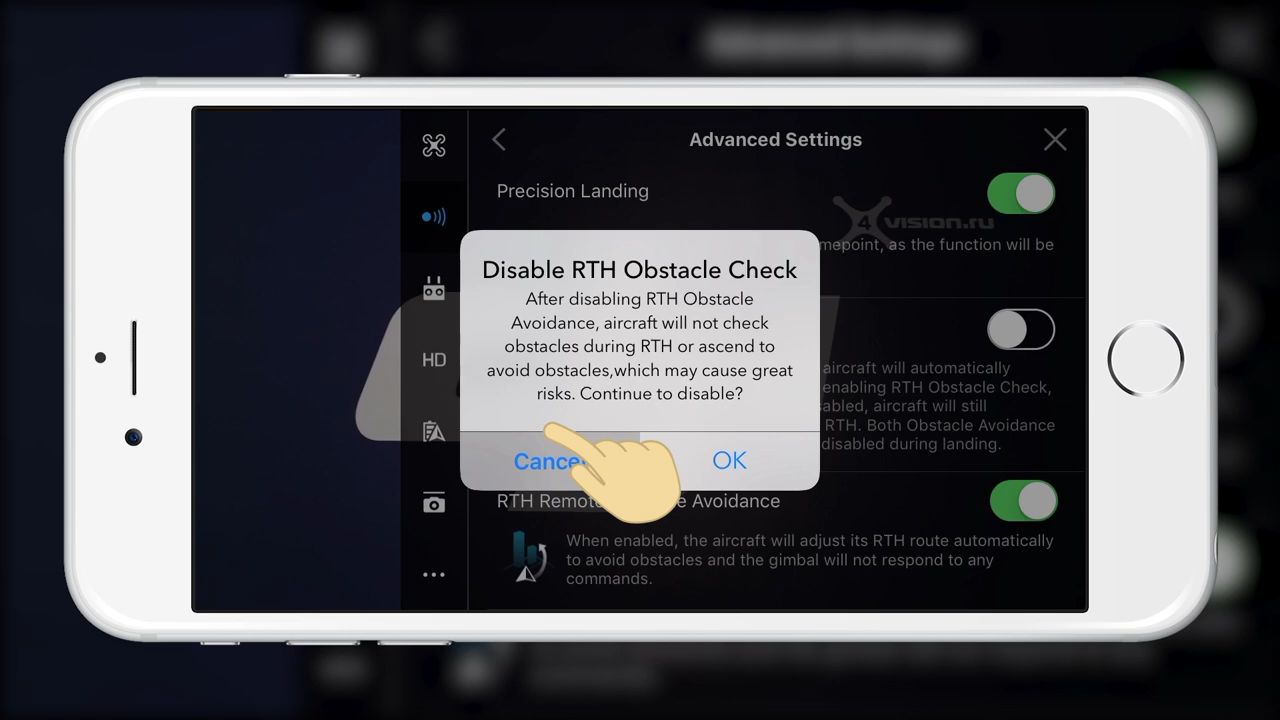 Advanced Settings
Precision Landing
4vision.ru
mepoint, as the function will be
Disable RTH Obstacle Check
After disabling RTH Obstacle
Avoidance, aircraft will not check
obstacles during RTH or ascend to
avoid obstacles,which may cause great
risks. Continue to disable?
HD
aircraft will automatically
enabling RTH Obstacle Check,
abled, aircraft will still
RTH. Both Obstacle Avoidance
disabled during landing.
Cance
OK
RTH Remot e Avoidance
When enabled, the aircraft will adjust its RTH route automatically
to avoid obstacles and the gimbal will not respond to any
commands.